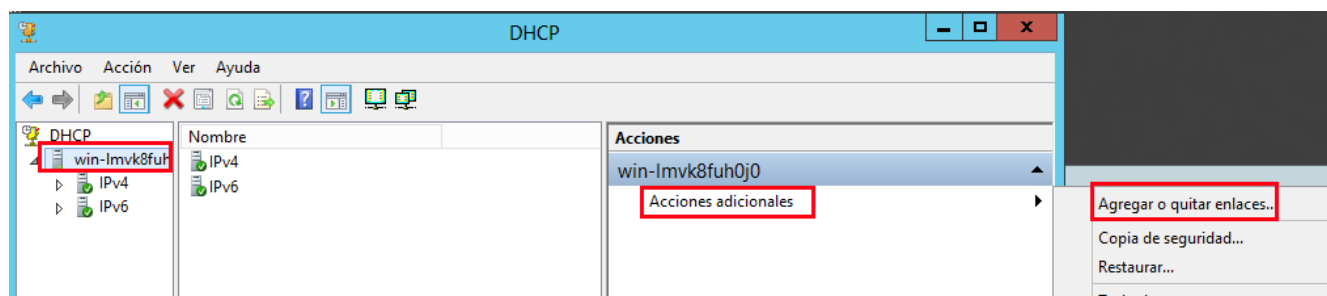 DHCP
Archivo Acción Ver Ayuda
DHCP
win-lmvk8fuh
IPv4
IPv6
Nombre
IPv4
IPv6
Acciones
win-lmvk8fuh0j0
Acciones adicionales
Agregar o quitar enlaces...
Copia de seguridad...
Restaurar...